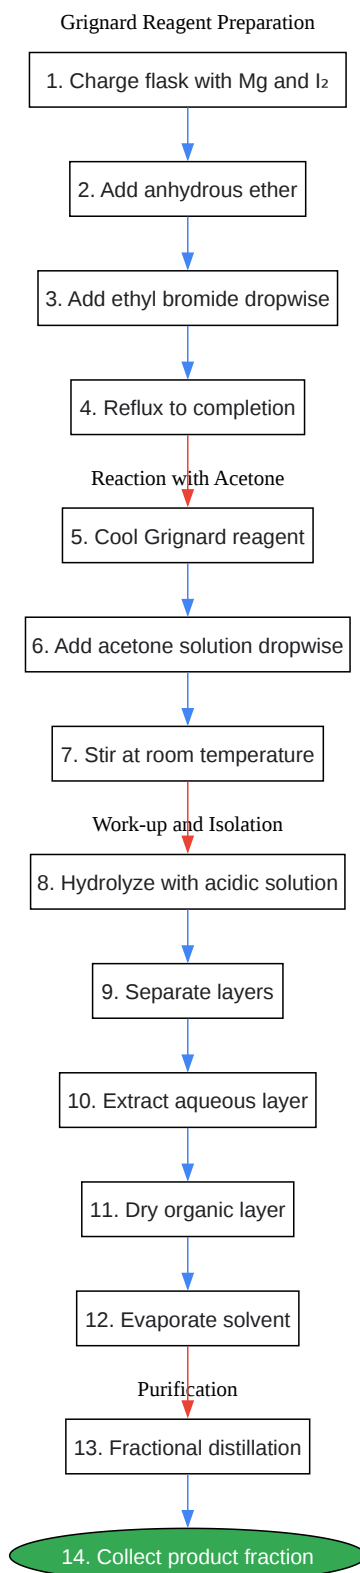 Grignard Reagent Preparation
1. Charge flask with Mg and I₂
2. Add anhydrous ether
3. Add ethyl bromide dropwise
4. Reflux to completion
Reaction with Acetone
5. Cool Grignard reagent
6. Add acetone solution dropwise
7. Stir at room temperature
Work-up and Isolation
8. Hydrolyze with acidic solution
9. Separate layers
10. Extract aqueous layer
11. Dry organic layer
12. Evaporate solvent
Purification
13. Fractional distillation
14. Collect product fraction